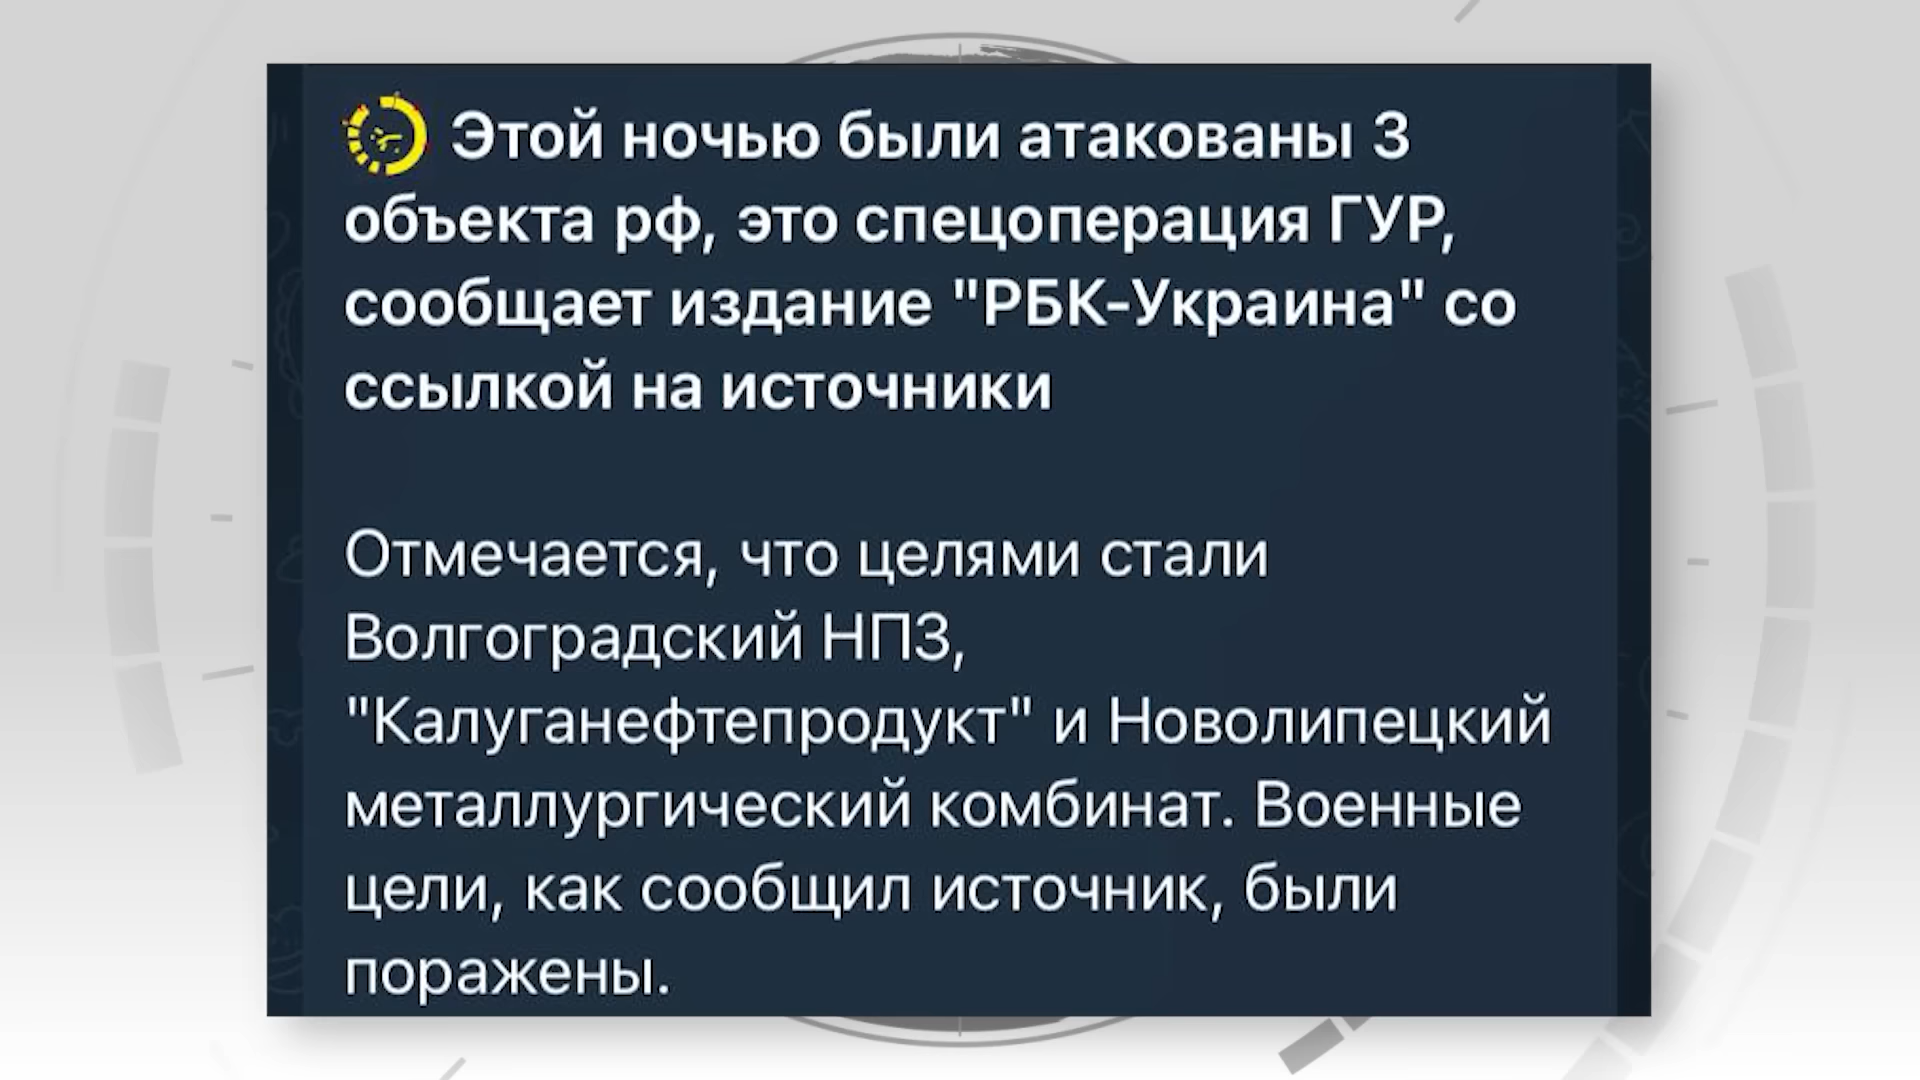 Этой ночью были атакованы 3
объекта рф, это спецоперация ГУР,
сообщает издание "РБК-Украина" со
ссылкой на источники
Отмечается, что целями стали
Волгоградский НПЗ,
"Калуганефтепродукт" и Новолипецкий
металлургический комбинат. Военные
цели, как сообщил источник, были
поражены.